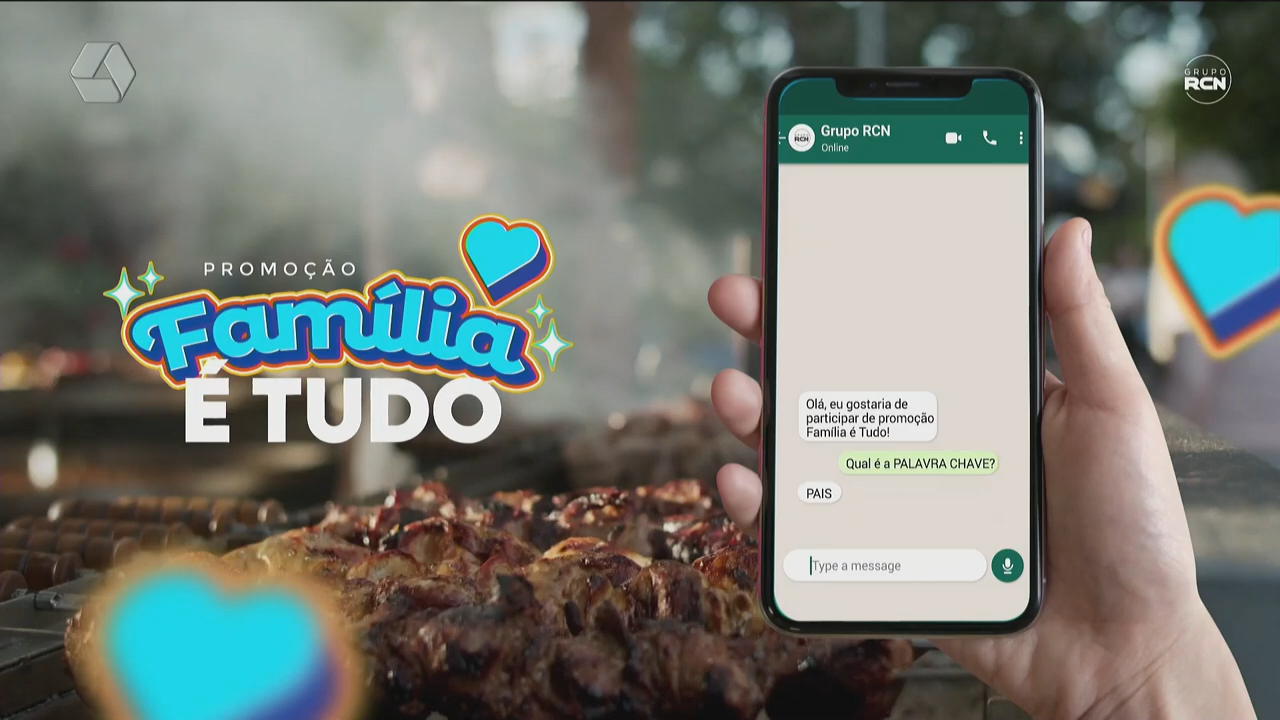 GRUPO
RCN
PROMOÇÃO
Família
É TUDO
RCN
Grupo RCN
Online
Olá, eu gostaria de
participar de promoção
Família é Tudo!
Qual é a PALAVRA CHAVE?
PAIS
Type a message